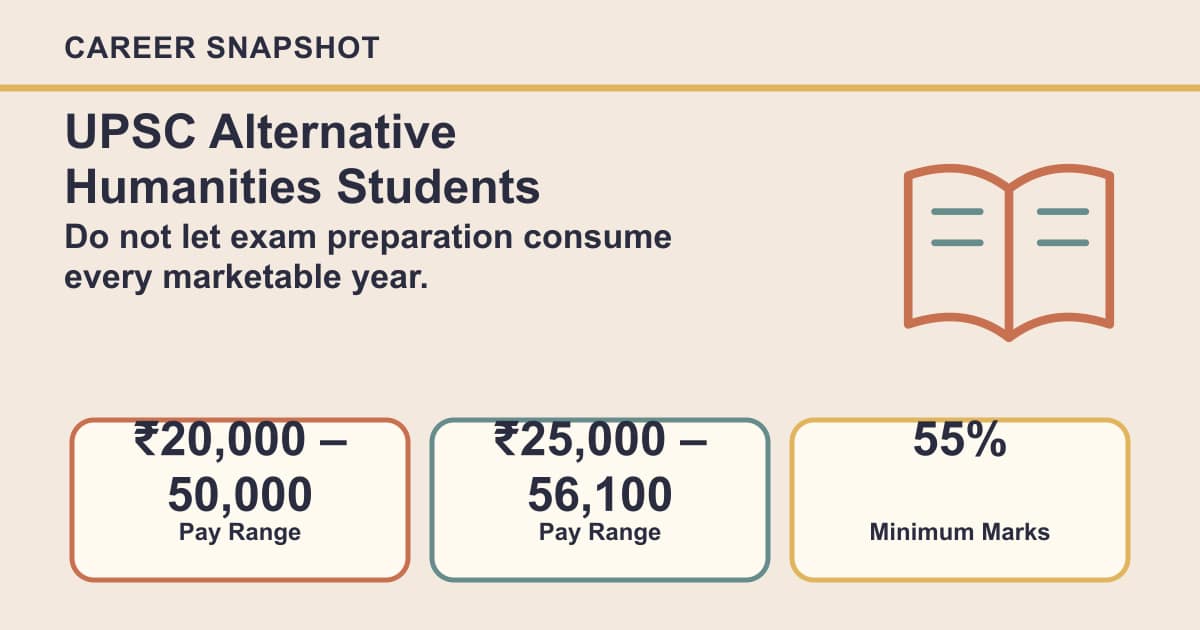 CAREER SNAPSHOT
UPSC Alternative
Humanities Students
Do not let exam preparation consume
every marketable year.
₹20,000 –
50,000
Pay Range
₹25,000 –
56,100
Pay Range
55%
Minimum Marks